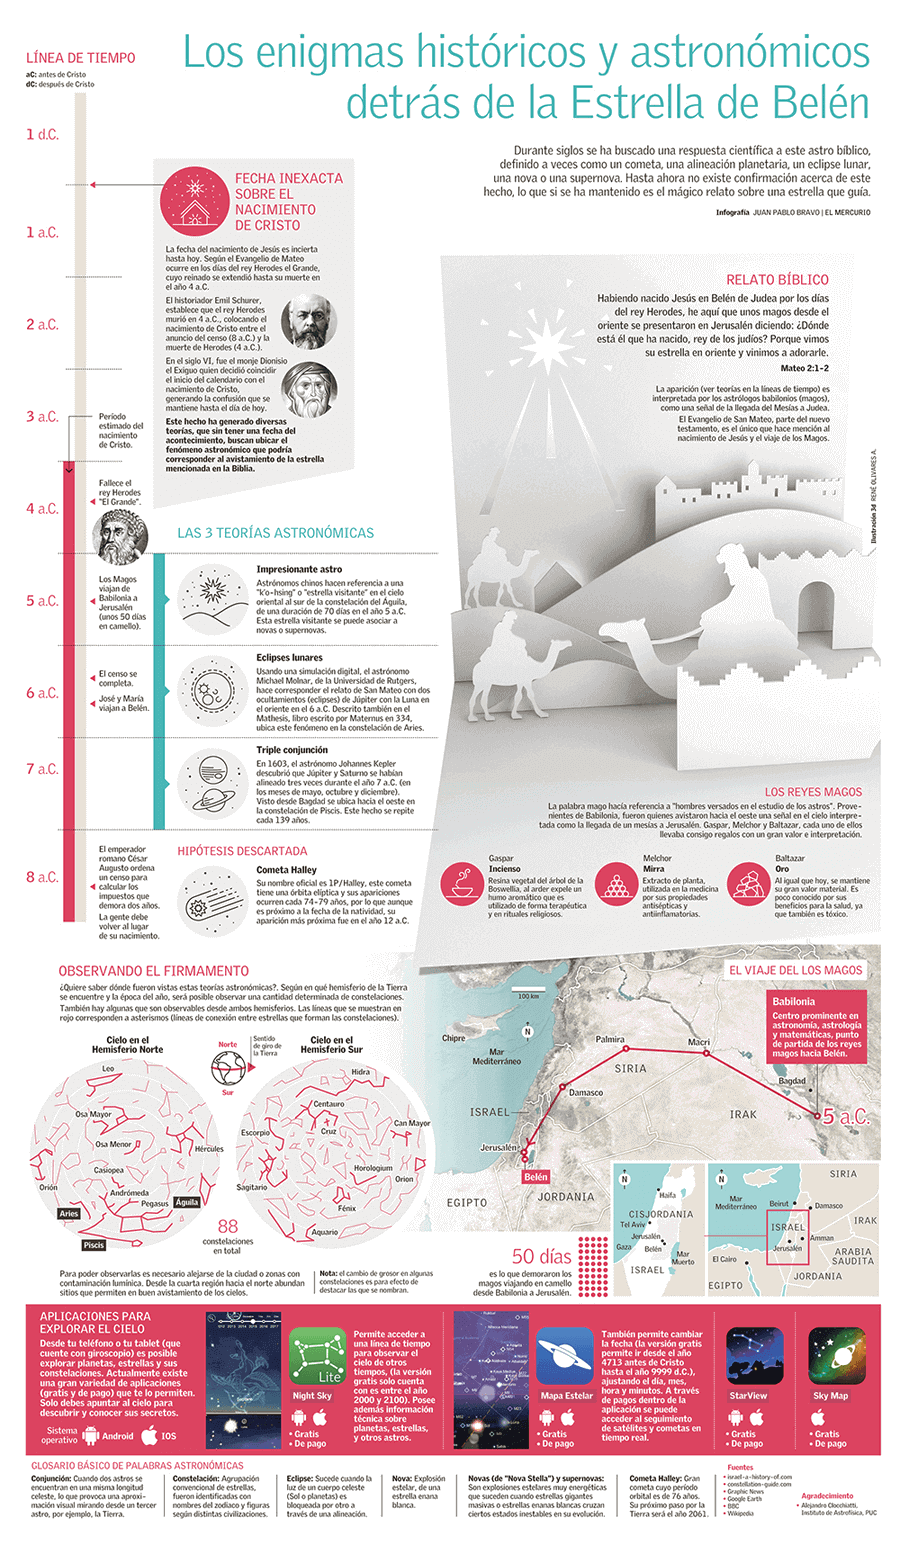 Los enigmas históricos y astronómicos
detrás de la Estrella de Belén
Durante siglos se ha buscado una respuesta científica a este astro bíblico,
definido a veces como un cometa, una alineación planetaria, un eclipse lunar,
una nova o una supernova. Hasta ahora no existe confirmación acerca de este
hecho, lo que si se ha mantenido es el mágico relato sobre una estrella que guía.
Infografía JUAN PABLO BRAVO | EL MERCURIO
LÍNEA DE TIEMPO
aC: antes de Cristo
dC: después de Cristo
1 d.C.
1 a.C.
2 a.C.
3 a.C.
4 a.C.
5 a.C.
6 a.C.
7 a.C.
8 a.C.
Período
estimado del
nacimiento
de Cristo.
Fallece el
rey Herodes
"El Grande".
Los Magos
viajan de
Babilonia a
Jerusalén
(unos 50 días
en camello).
El censo se
completa.
José y María
viajan a Belén.
El emperador
romano César
Augusto ordena
un censo para
calcular los
impuestos que
demora dos años.
La gente debe
volver al lugar
de su nacimiento.
FECHA INEXACTA
SOBRE EL
NACIMIENTO
DE CRISTO
La fecha del nacimiento de Jesús es incierta
hasta hoy. Según el Evangelio de Mateo
ocurre en los días del rey Herodes el Grande,
cuyo reinado se extendió hasta su muerte en
el año 4 a.C.
El historiador Emil Schurer,
establece que el rey Herodes
murió en 4 a.C., colocando el
nacimiento de Cristo entre el
anuncio del censo (8 a.C.) y la
muerte de Herodes (4 a.C.).
En el siglo VI, fue el monje Dionisio
el Exiguo quien decidió coincidir
el inicio del calendario con el
nacimiento de Cristo,
generando la confusión que se
mantiene hasta el día de hoy.
Este hecho ha generado diversas
teorías, que sin tener una fecha del
acontecimiento, buscan ubicar el
fenómeno astronómico que podría
corresponder al avistamiento de la estrella
mencionada en la Biblia.
LAS 3 TEORÍAS ASTRONÓMICAS
Impresionante astro
Astrónomos chinos hacen referencia a una
"k'o-hsing" o "estrella visitante" en el cielo
oriental al sur de la constelación del Águila,
de una duración de 70 días en el año 5 a.C.
Esta estrella visitante se puede asociar a
novas o supernovas.
Eclipses lunares
Usando una simulación digital, el astrónomo
Michael Molnar, de la Universidad de Rutgers,
hace corresponder el relato de San Mateo con dos
ocultamientos (eclipses) de Júpiter con la Luna en
el oriente en el 6 a.C. Descrito también en el
Mathesis, libro escrito por Maternus en 334,
ubica este fenómeno en la constelación de Aries.
Triple conjunción
En 1603, el astrónomo Johannes Kepler
descubrió que Júpiter y Saturno se habían
alineado tres veces durante el año 7 a.C. (en
los meses de mayo, octubre y diciembre).
Visto desde Bagdad se ubica hacia el oeste en
la constelación de Piscis. Este hecho se repite
cada 139 años.
HIPÓTESIS DESCARTADA
Cometa Halley
Su nombre oficial es 1P/Halley, este cometa
tiene una órbita elíptica y sus apariciones
ocurren cada 74-79 años, por lo que aunque
es próximo a la fecha de la natividad, su
aparición más próxima fue en el año 12 a.C.
RELATO BÍBLICO
Habiendo nacido Jesús en Belén de Judea por los días
del rey Herodes, he aquí que unos magos desde el
oriente se presentaron en Jerusalén diciendo: ¿Dónde
está él que ha nacido, rey de los judíos? Porque vimos
su estrella en oriente y vinimos a adorarle.
Mateo 2:1-2
La aparición (ver teorías en la líneas de tiempo) es
interpretada por los astrólogos babilonios (magos),
como una señal de la llegada del Mesías a Judea.
El Evangelio de San Mateo, parte del nuevo
testamento, es el único que hace mención al
nacimiento de Jesús y el viaje de los Magos.
Ilustración 3d RENÉ OLIVARES A.
LOS REYES MAGOS
La palabra mago hacía referencia a "hombres versados en el estudio de los astros". Prove-
nientes de Babilonia, fueron quienes avistaron hacia el oeste una señal en el cielo interpre-
tada como la llegada de un mesías a Jerusalén. Gaspar, Melchor y Baltazar, cada uno de ellos
llevaba consigo regalos con un gran valor e interpretación.
Gaspar
Incienso
Resina vegetal del árbol de la
Boswellia, al arder expele un
humo aromático que es
utilizado de forma terapéutica
y en rituales religiosos.
Melchor
Mirra
Extracto de planta,
utilizada en la medicina
por sus propiedades
antisépticas y
antiinflamatorias.
Baltazar
Oro
Al igual que hoy, se mantiene
su gran valor material. Es
poco conocido por sus
beneficios para la salud, ya
que también es tóxico.
OBSERVANDO EL FIRMAMENTO
¿Quiere saber dónde fueron vistas estas teorías astronómicas?. Según en qué hemisferio de la Tierra
se encuentre y la época del año, será posible observar una cantidad determinada de constelaciones.
También hay algunas que son observables desde ambos hemisferios. Las líneas que se muestran en
rojo corresponden a asterismos (líneas de conexión entre estrellas que forman las constelaciones).
Cielo en el
Hemisferio Norte
Norte
Sur
Sentido
de giro de
la Tierra
Cielo en el
Hemisferio Sur
Leo
Osa Mayor
Osa Menor
Hércules
Casiopea
Orión
Andrómeda
Pegasus
Águila
Aries
Piscis
Hidra
Centauro
Can Mayor
Escorpio
Cruz
Horologium
Sagitario
Orion
Fénix
Aquario
88
constelaciones
en total
Para poder observarlas es necesario alejarse de la ciudad o zonas con
contaminación lumínica. Desde la cuarta región hacia el norte abundan
sitios que permiten en buen avistamiento de los cielos.
Nota: el cambio de grosor en algunas
constelaciones es para efecto de
destacar las que se nombran.
EL VIAJE DEL LOS MAGOS
Babilonia
Centro prominente en
astronomía, astrología
y matemáticas, punto
de partida de los reyes
magos hacia Belén.
100 km
N
Chipre
Mar
Mediterráneo
Palmira
Macri
SIRIA
Damasco
Bagdad
ISRAEL
IRAK
5 a.C.
Jerusalén
Belén
EGIPTO
JORDANIA
50 días
es lo que demoraron los
magos viajando en camello
desde Babilonia a Jerusalén.
N
Haifa
CISJORDANIA
Tel Aviv
Jerusalén
Gaza
Belén
Mar
Muerto
ISRAEL
N
SIRIA
Mar
Mediterráneo
Beirut
Damasco
IRAK
ISRAEL
Amman
Jerusalén
ARABIA
SAUDITA
El Cairo
JORDANIA
EGIPTO
APLICACIONES PARA
EXPLORAR EL CIELO
Desde tu teléfono o tu tablet (que
cuente con giroscopio) es posible
explorar planetas, estrellas y sus
constelaciones. Actualmente existe
una gran variedad de aplicaciones
(gratis y de pago) que te lo permiten.
Solo debes apuntar al cielo para
descubrir y conocer sus secretos.
Sistema
operativo
Android
IOS
Lite
Night Sky
• Gratis
• De pago
Permite acceder a
una línea de tiempo
para observar el
cielo de otros
tiempos, (la versión
gratis solo cuenta
con es entre el año
2000 y 2100). Posee
además información
técnica sobre
planetas, estrellas,
y otros astros.
Mapa Estelar
• Gratis
• De pago
También permite cambiar
la fecha (la versión gratis
permite ir desde el año
4713 antes de Cristo
hasta el año 9999 d.C.),
ajustando el día, mes,
hora y minutos. A través
de pagos dentro de la
aplicación se puede
acceder al seguimiento
de satélites y cometas en
tiempo real.
StarView
• Gratis
• De pago
Sky Map
• Gratis
• De pago
GLOSARIO BÁSICO DE PALABRAS ASTRONÓMICAS
Conjunción: Cuando dos astros se
encuentran en una misma longitud
celeste, lo que provoca una aproxi-
mación visual mirando desde un tercer
astro, por ejemplo, la Tierra.
Constelación: Agrupación
convencional de estrellas,
fueron identificadas con
nombres del zodiaco y figuras
según distintas civilizaciones.
Eclipse: Sucede cuando la
luz de un cuerpo celeste
(Sol o planetas) es
bloqueada por otro a
través de una alineación.
Nova: Explosión
estelar, de una
estrella enana
blanca.
Novas (de "Nova Stella") y supernovas:
Son explosiones estelares muy energéticas
que suceden cuando estrellas gigantes
masivas o estrellas enanas blancas cruzan
ciertos estados inestables en su evolución.
Cometa Halley: Gran
cometa cuyo período
orbital es de 76 años.
Su próximo paso por la
Tierra será el año 2061.
Fuentes
• israel-a-history-of.com
• constellation-guide.com
• Graphic News
• Google Earth
• BBC
• Wikipedia
Agradecimiento
• Alejandro Clocchiatti,
Instituto de Astrofísica, PUC